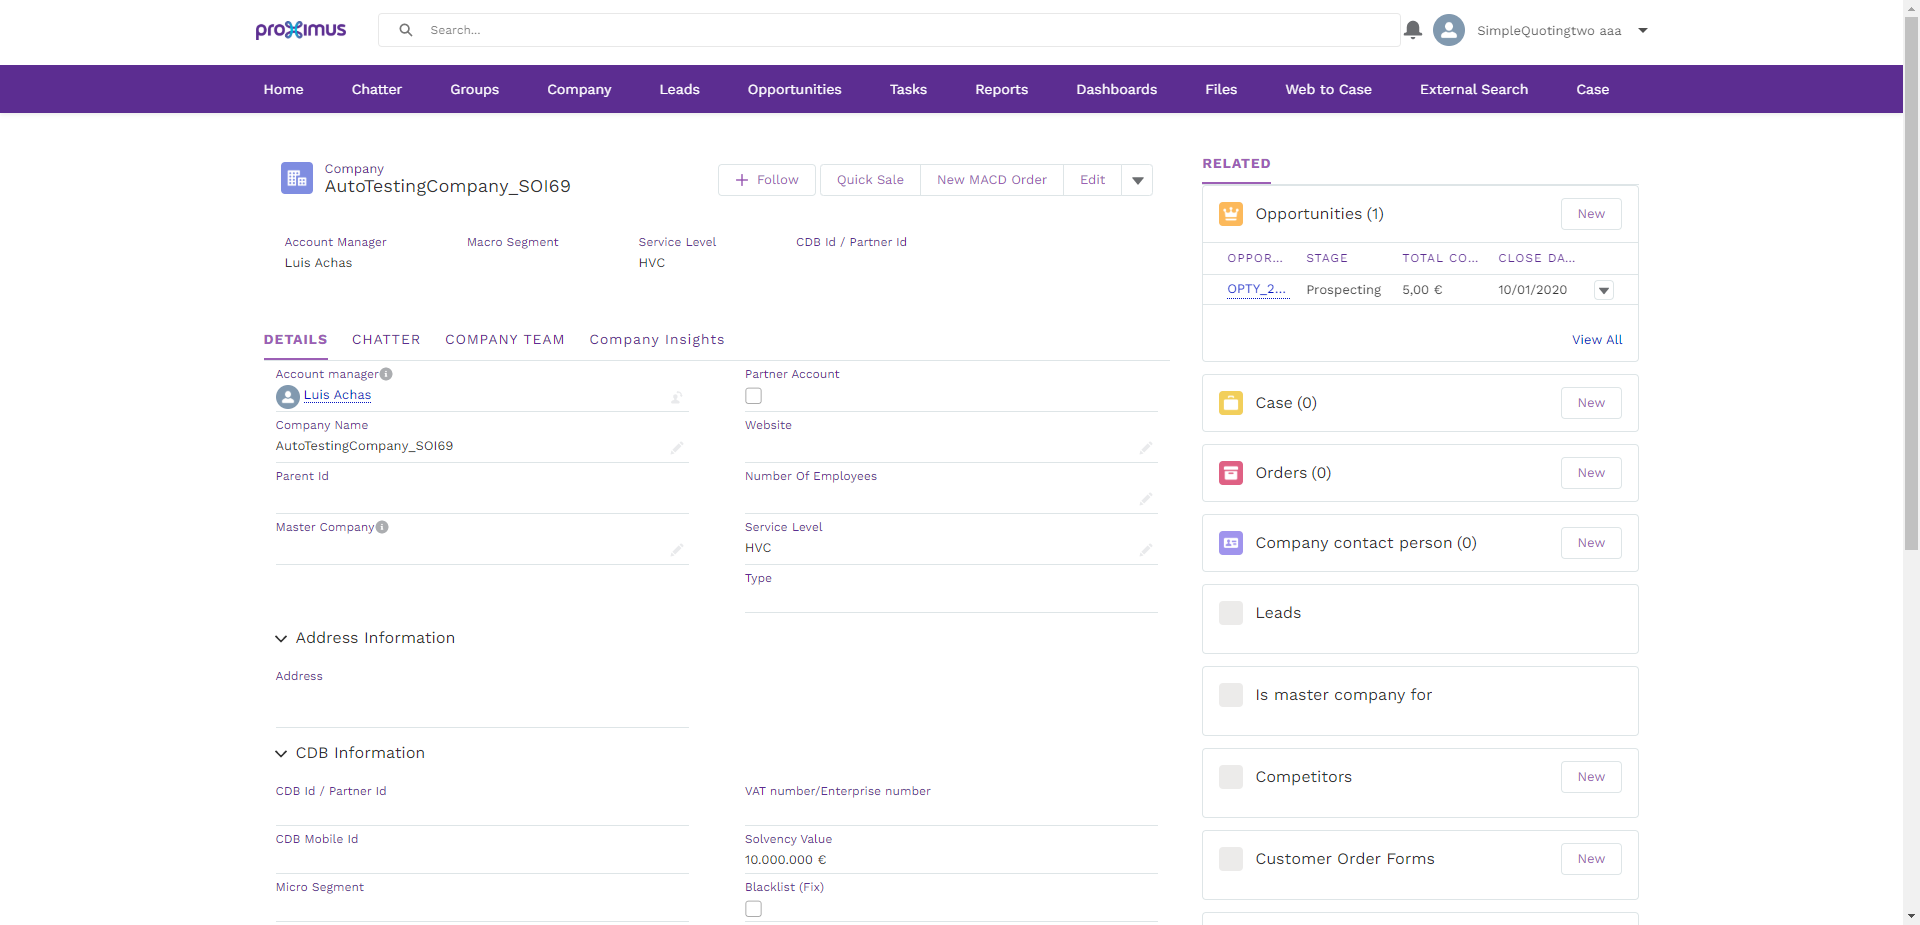 proximus
Search...
SimpleQuotingtwo aaa
Home Chatter Groups Company Leads Opportunities Tasks Reports Dashboards Files Web to Case External Search Case
Company
AutoTestingCompany_SOI69
Follow Quick Sale New MACD Order Edit
Account Manager Macro Segment Service Level CDB Id / Partner Id
Luis Achas HVC
DETAILS CHATTER COMPANY TEAM Company Insights
Account manager Partner Account
Luis Achas
Company Name Website
AutoTestingCompany_SOI69
Parent Id Number Of Employees
Master Company Service Level
HVC
Type
Address Information
Address
CDB Information
CDB Id / Partner Id VAT number/Enterprise number
CDB Mobile Id Solvency Value
10.000.000 €
Micro Segment Blacklist (Fix)
RELATED
Opportunities (1) New
OPPOR... STAGE TOTAL CO... CLOSE DA...
OPTY_2... Prospecting 5,00 € 10/01/2020
View All
Case (0) New
Orders (0) New
Company contact person (0) New
Leads
Is master company for
Competitors New
Customer Order Forms New